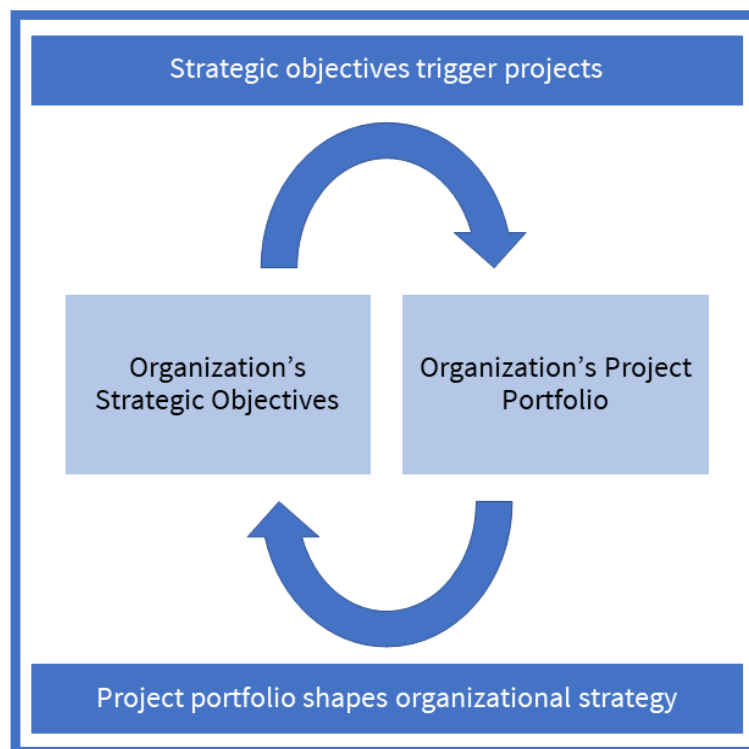 Strategic objectives trigger projects
Organization’s
Strategic Objectives
Organization’s Project
Portfolio
Project portfolio shapes organizational strategy